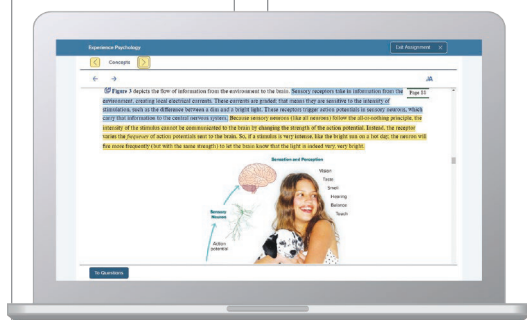 Experience Psychology
Exit Assignment X
Concepts
Figure 3 depicts the flow of information from the environment to the brain. Sensory receptors take in information from the
Page 85
environment, creating local electrical currents. These currents are graded; that means they are sensitive to the intensity of
stimulation, such as the difference between a dim and a bright light. These receptors trigger action potentials in sensory neurons, which
carry that information to the central nervous system. Because sensory neurons (like all neurons) follow the all-or-nothing principle, the
intensity of the stimulus cannot be communicated to the brain by changing the strength of the action potential. Instead, the receptor
varies the frequency of action potentials sent to the brain. So, if a stimulus is very intense, like the bright sun on a hot day, the neuron will
fire more frequently (but with the same strength) to let the brain know that the light is indeed very, very bright.
Sensation and Perception
Vision
Taste
Smell
Hearing
Balance
Touch
Sensory
Neurons
Action
potential
To Questions